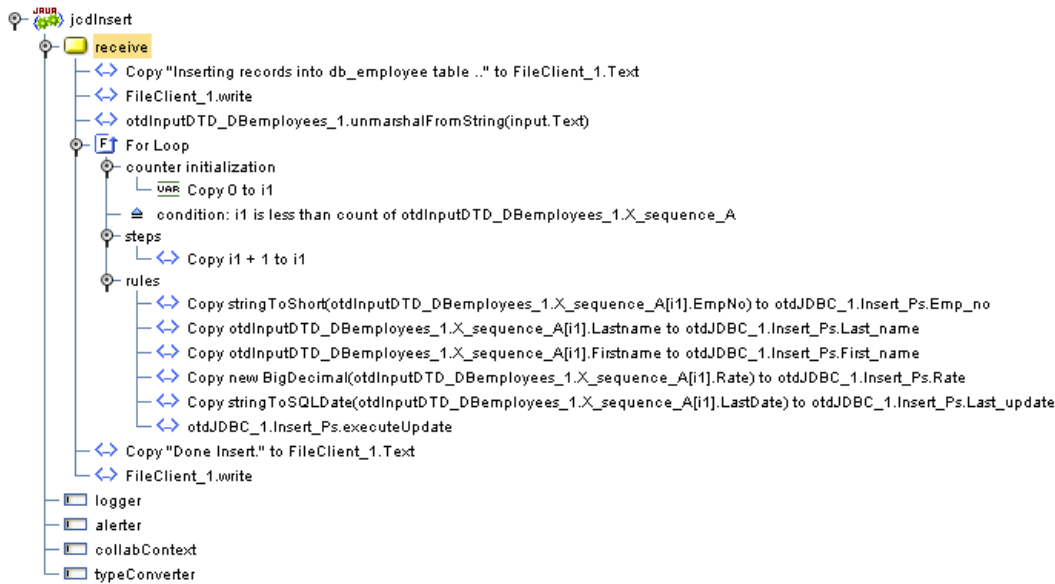 JAVA jcdInsert
receive
Copy "Inserting records into db_employee table .." to FileClient_1.Text
FileClient_1.write
otdInputDTD_DBemployees_1.unmarshalFromString(input.Text)
F For Loop
counter initialization
VAR Copy 0 to i1
condition: i1 is less than count of otdInputDTD_DBemployees_1.X_sequence_A
steps
Copy i1 + 1 to i1
rules
Copy stringToShort(otdInputDTD_DBemployees_1.X_sequence_A[i1].EmpNo) to otdJDBC_1.Insert_Ps.Emp_no
Copy otdInputDTD_DBemployees_1.X_sequence_A[i1].Lastname to otdJDBC_1.Insert_Ps.Last_name
Copy otdInputDTD_DBemployees_1.X_sequence_A[i1].Firstname to otdJDBC_1.Insert_Ps.First_name
Copy new BigDecimal(otdInputDTD_DBemployees_1.X_sequence_A[i1].Rate) to otdJDBC_1.Insert_Ps.Rate
Copy stringToSQLDate(otdInputDTD_DBemployees_1.X_sequence_A[i1].LastDate) to otdJDBC_1.Insert_Ps.Last_update
otdJDBC_1.Insert_Ps.executeUpdate
Copy "Done Insert." to FileClient_1.Text
FileClient_1.write
logger
alerter
collabContext
typeConverter